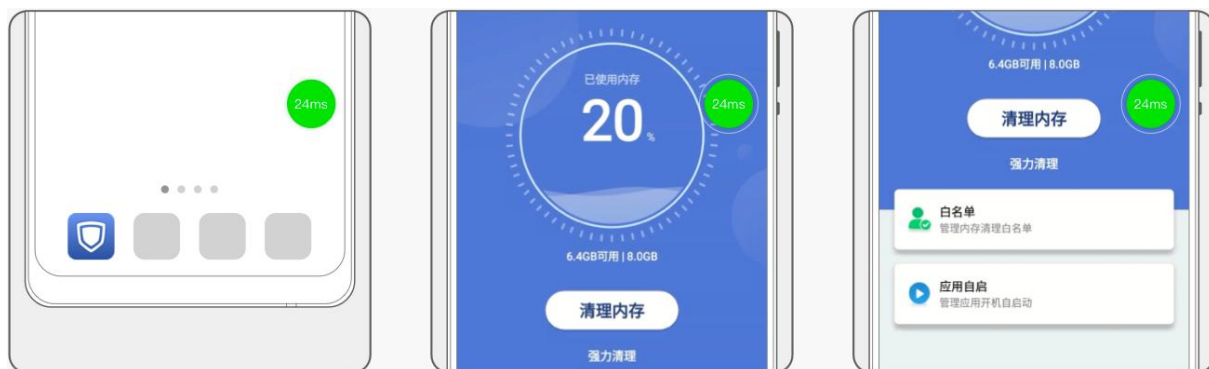 24ms
已使用内存
20%
24ms
6.4GB可用 | 8.0GB
清理内存
强力清理
6.4GB可用 | 8.0GB
24ms
清理内存
强力清理
白名单
管理内存清理白名单
应用自启
管理应用开机自启动